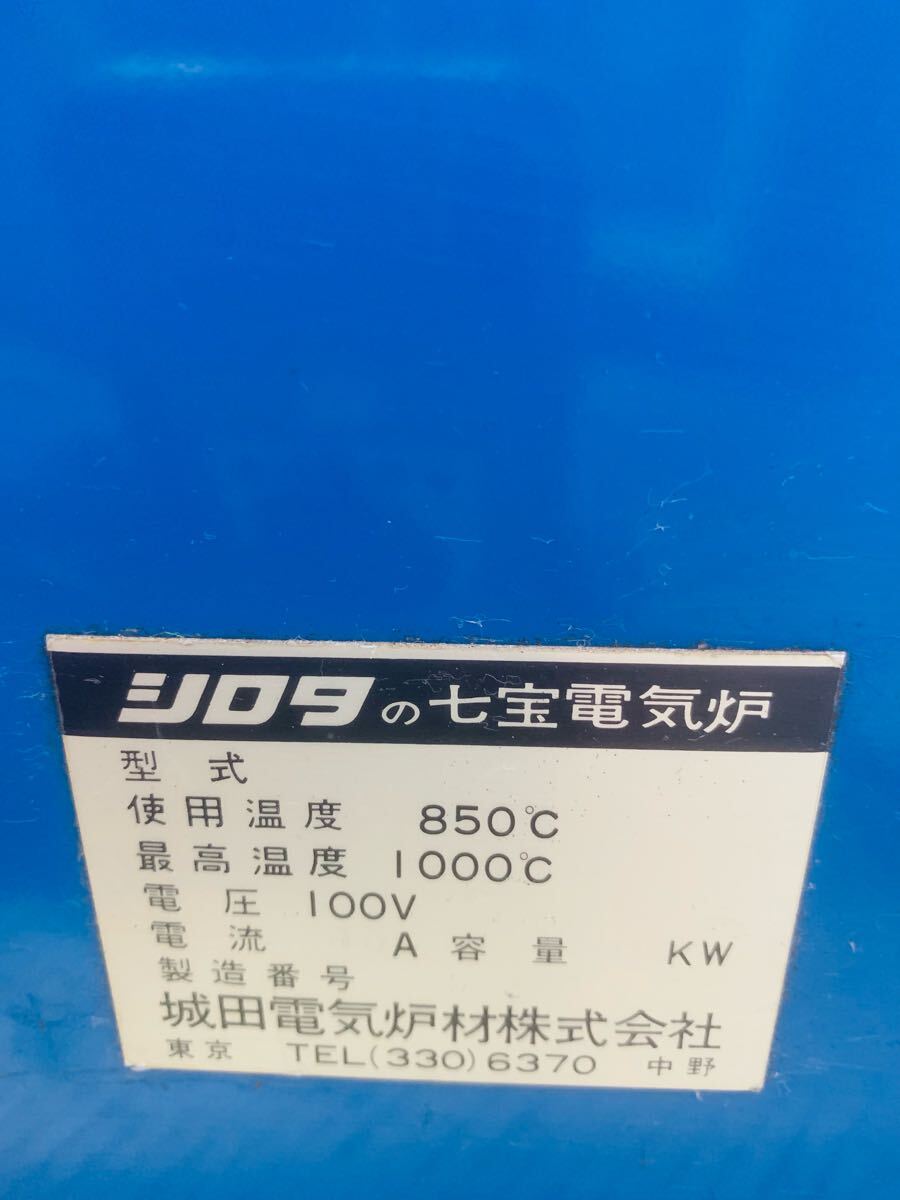 シロタの七宝電気炉
型式
使用温度 850℃
最高温度 1000℃
電圧 100V
電流 A 容量 KW
製造番号
城田電気炉材株式会社
東京 TEL(330)6370 中野